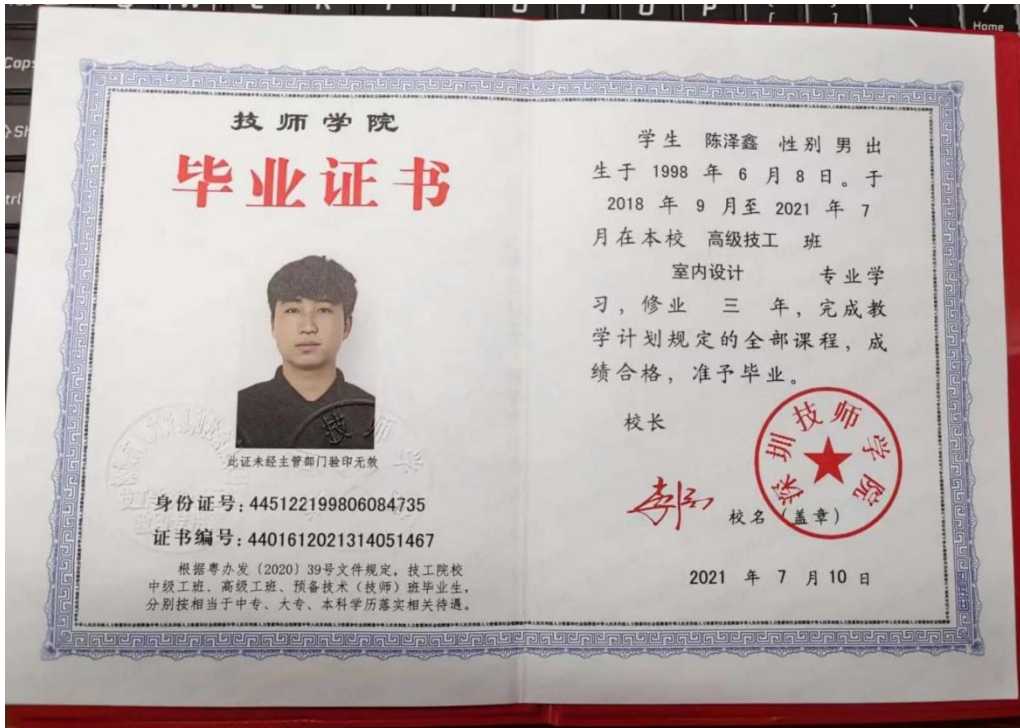 技师学院
毕业证书
此证未经主管部门验印无效
身份证号:445122199806084735
证书编号:4401612021314051467
根据粤办发〔2020〕39号文件规定,技工院校
中级工班、高级工班、预备技术(技师)班毕业生,
分别按相当于中专、大专、本科学历落实相关待遇。
学生 陈泽鑫 性别 男 出
生于 1998 年 6 月 8 日。于
2018 年 9 月至 2021 年 7
月在本校 高级技工 班
室内设计 专业学
习,修业 三 年,完成教
学计划规定的全部课程,成
绩合格,准予毕业。
校长
深圳技师学院
校名(盖章)
2021 年 7 月 10 日
Caps
Home